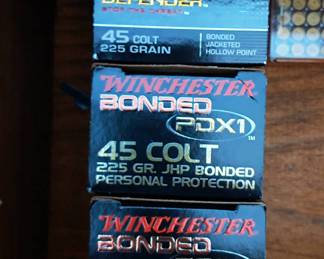 DEFENDER
45 COLT
225 GRAIN
BONDED
JACKETED
HOLLOW POINT
WINCHESTER
BONDED
PDX1™
45 COLT
225 GR. JHP BONDED
PERSONAL PROTECTION
WINCHESTER
BONDED